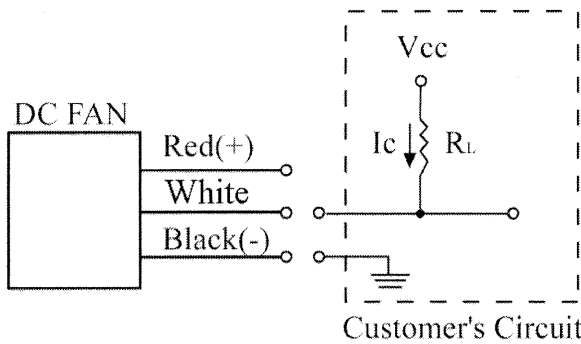 Vcc
DC FAN
Red(+)
Ic
RL
White
Black(-)
Customer's Circuit